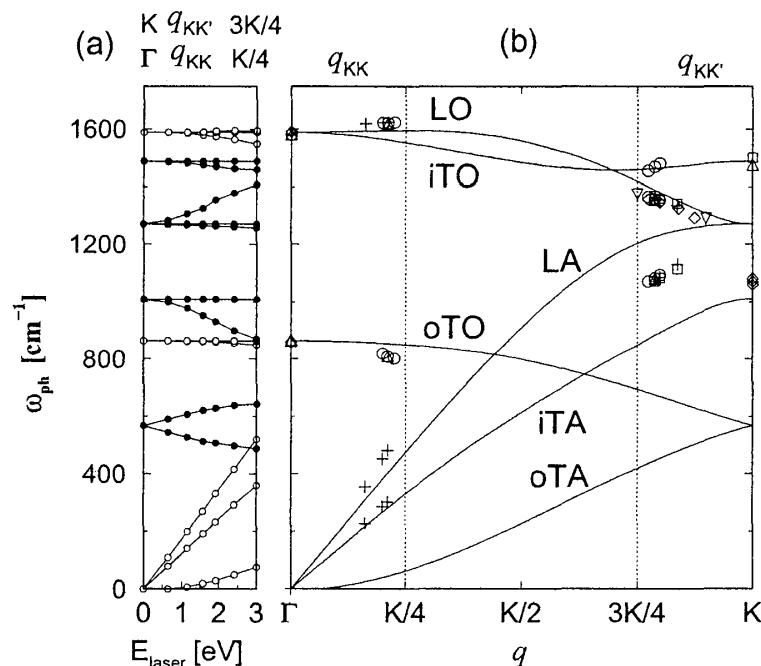 (a)
K q_KK' 3K/4
Γ q_KK K/4
(b)
q_KK
q_KK'
1600
1200
800
400
0
ω_ph [cm⁻¹]
LO
iTO
LA
oTO
iTA
oTA
0 1 2 3
Γ K/4 K/2 3K/4 K
E_laser [eV]
q